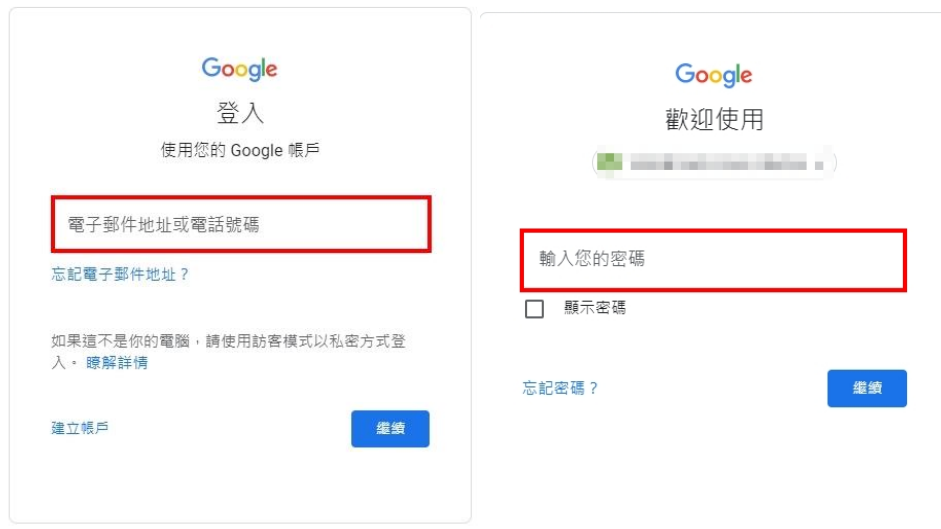 Google
登入
使用您的 Google 帳戶
電子郵件地址或電話號碼
忘記電子郵件地址？
如果這不是你的電腦，請使用訪客模式以私密方式登
入。 瞭解詳情
建立帳戶
繼續
Google
歡迎使用
輸入您的密碼
顯示密碼
忘記密碼？
繼續